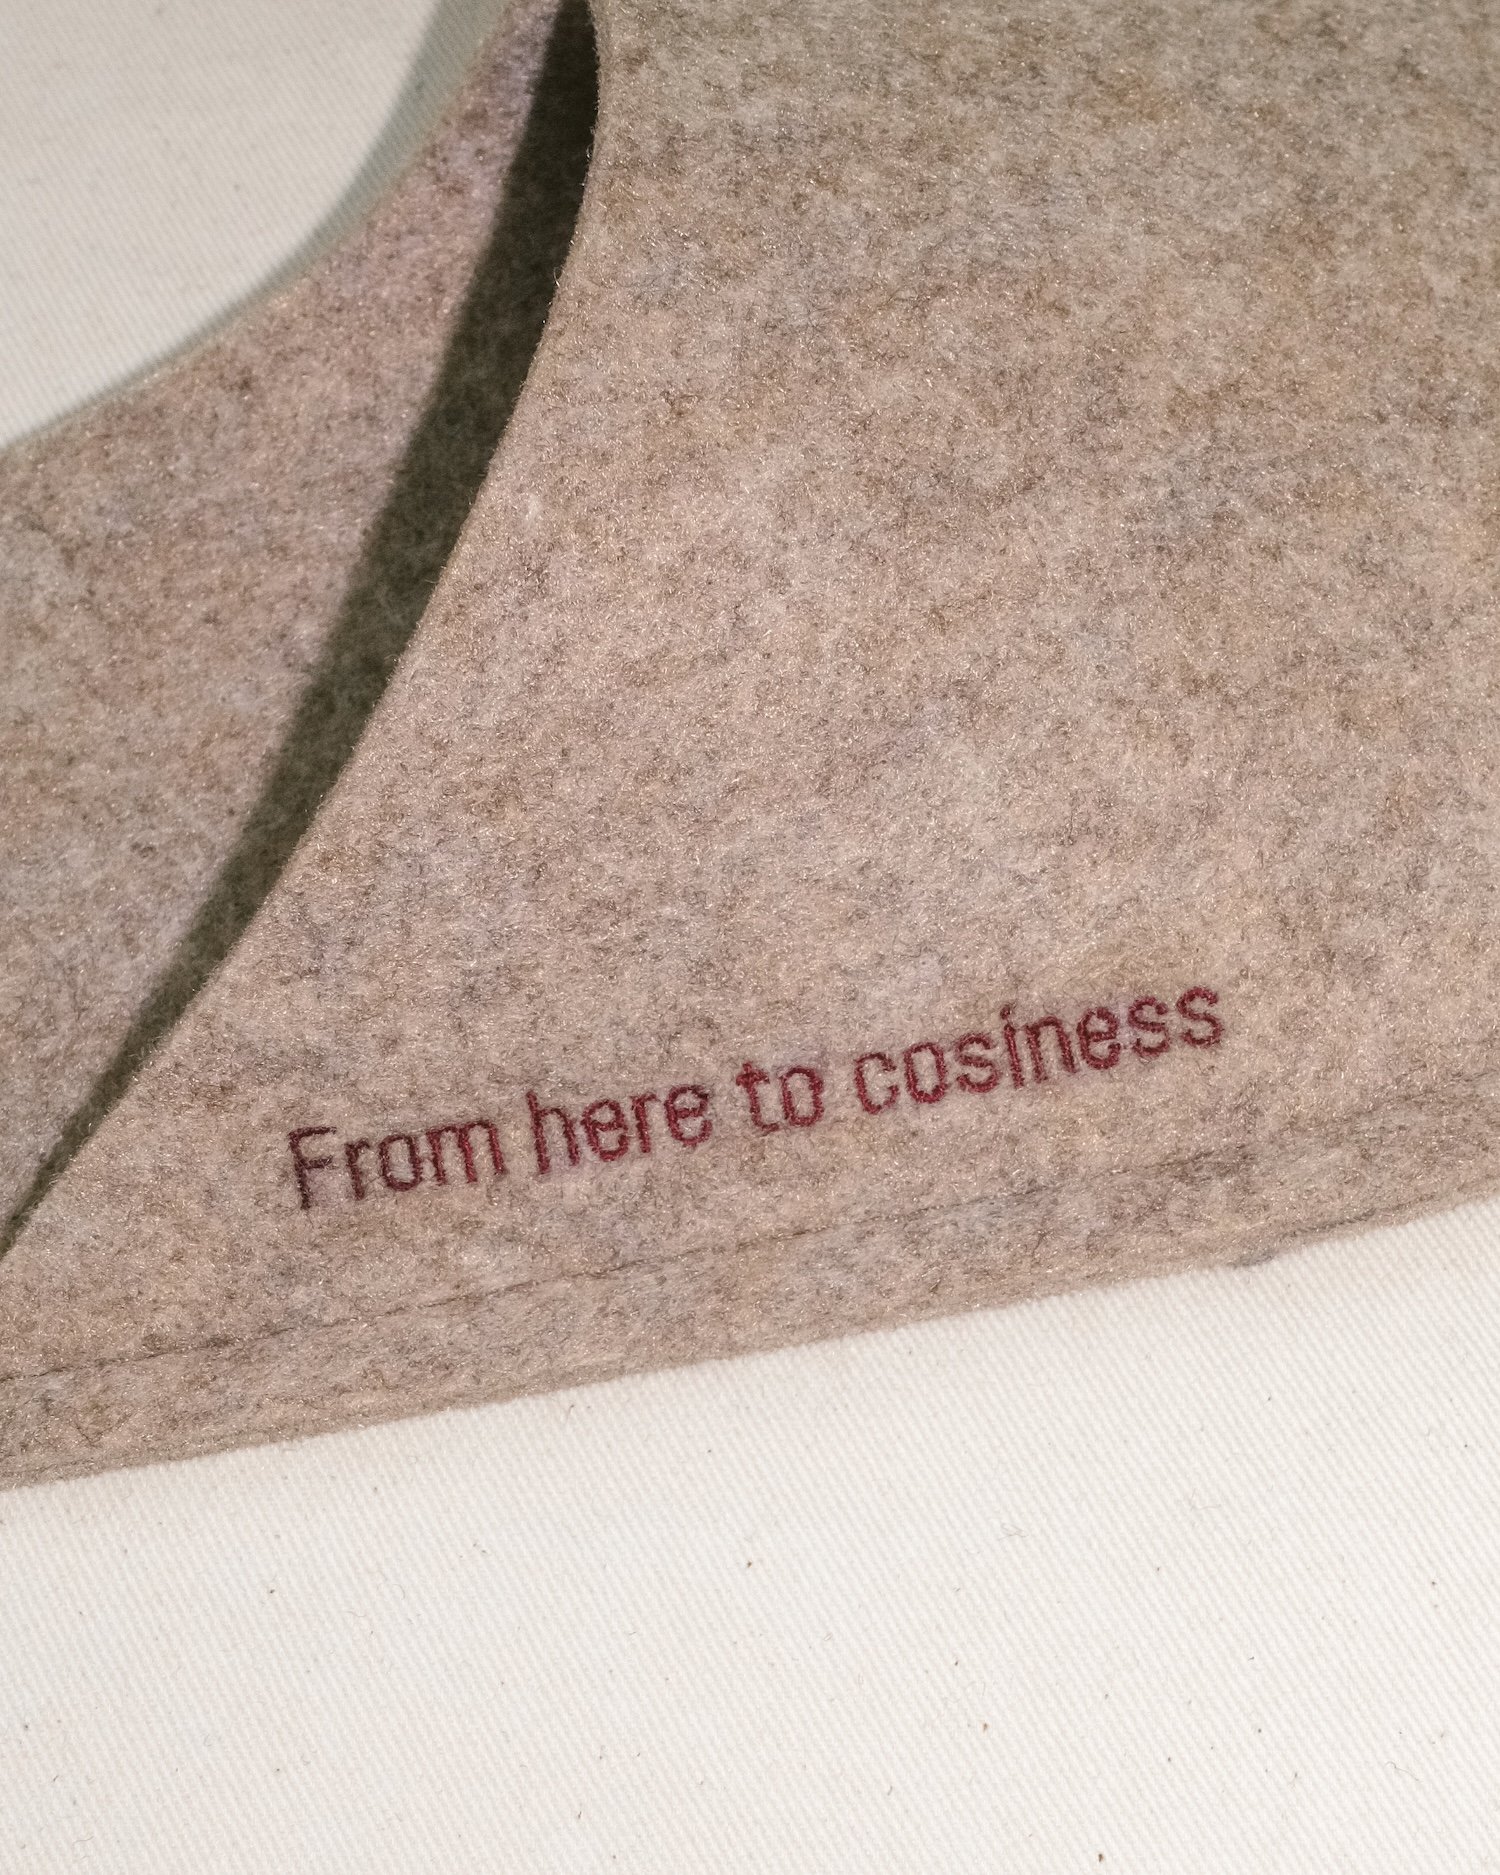 From here to cosiness